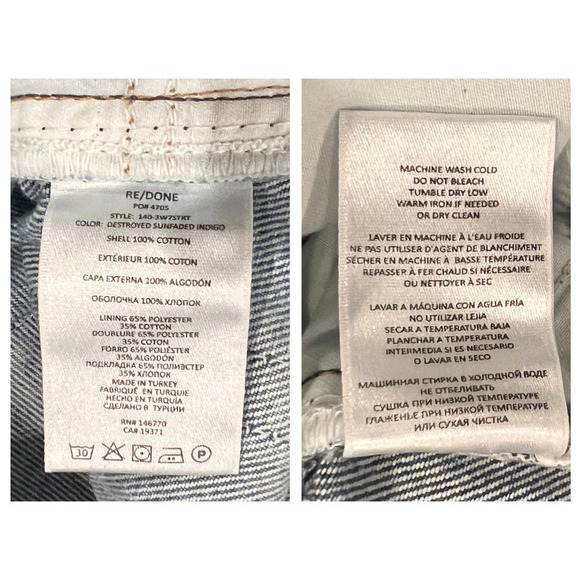 RE/DONE
PO# 4705
STYLE: 140-3W7STRT
COLOR: DESTROYED SUNFADED INDIGO
SHELL 100% COTTON
EXTÉRIEUR 100% COTON
CAPA EXTERNA 100% ALGODÓN
ОБОЛОЧКА 100% ХЛОПОК
LINING 65% POLYESTER
35% COTTON
DOUBLURE 65% POLYESTER
35% COTON
FORRO 65% POLIÉSTER
35% ALGODÓN
ПОДКЛАДКА 65% ПОЛИЭСТЕР
35% ХЛОПОК
MADE IN TURKEY
FABRIQUÉ EN TURQUIE
HECHO EN TURQUÍA
СДЕЛАНО В ТУРЦИИ
RN# 146770
CA# 19371
30 P
MACHINE WASH COLD
DO NOT BLEACH
TUMBLE DRY LOW
WARM IRON IF NEEDED
OR DRY CLEAN
LAVER EN MACHINE À L'EAU FROIDE
NE PAS UTILISER D'AGENT DE BLANCHIMENT
SÉCHER EN MACHINE À BASSE TEMPÉRATURE
REPASSER À FER CHAUD SI NÉCESSAIRE
OU NETTOYER À SEC
LAVAR A MÁQUINA CON AGUA FRÍA
NO UTILIZAR LEJIA
SECAR A TEMPERATURA BAJA
PLANCHAR A TEMPERATURA
INTERMEDIA SI ES NECESARIO
O LAVAR EN SECO
МАШИННАЯ СТИРКА В ХОЛОДНОЙ ВОДЕ
НЕ ОТБЕЛИВАТЬ
СУШКА ПРИ НИЗКОЙ ТЕМПЕРАТУРЕ
ГЛАЖЕНЬЕ ПРИ НИЗКОЙ ТЕМПЕРАТУРЕ
ИЛИ СУХАЯ ЧИСТКА